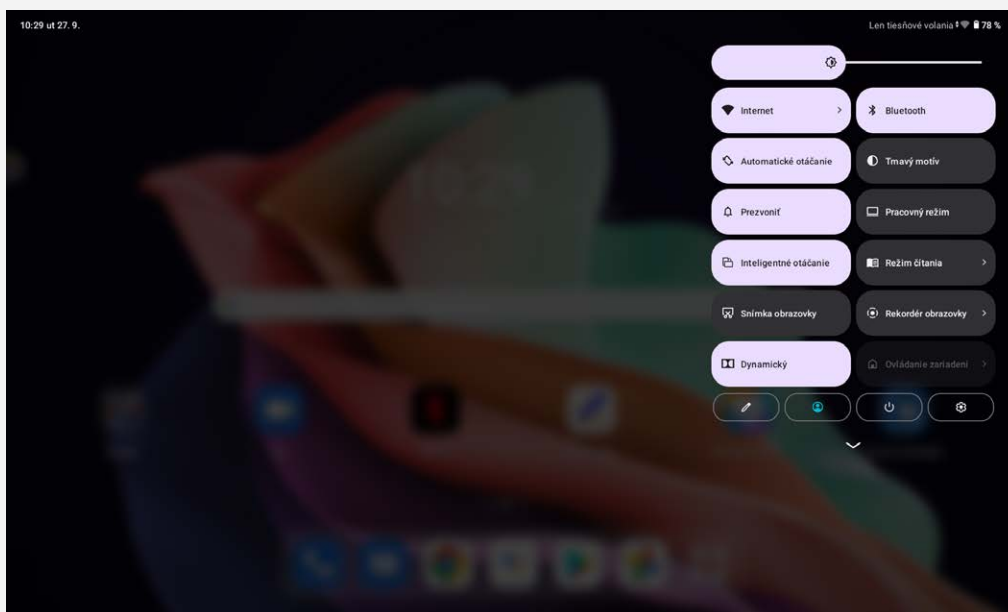 10:29 ut 27. 9.
Len tiesňové volania
78 %
Internet
Bluetooth
Automatické otáčanie
Tmavý motív
Prezvoniť
Pracovný režim
Inteligentné otáčanie
Režim čítania
Snímka obrazovky
Rekordér obrazovky
Dynamický
Ovládanie zariadení